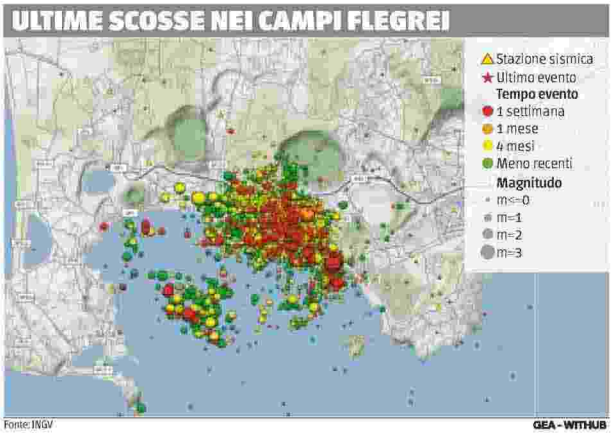 ULTIME SCOSSE NEI CAMPI FLEGREI
Stazione sismica
Ultimo evento
Tempo evento
1 settimana
1 mese
4 mesi
Meno recenti
Magnitudo
m<=0
m=1
m=2
m=3
Fonte: INGV
GEA - WITHUB